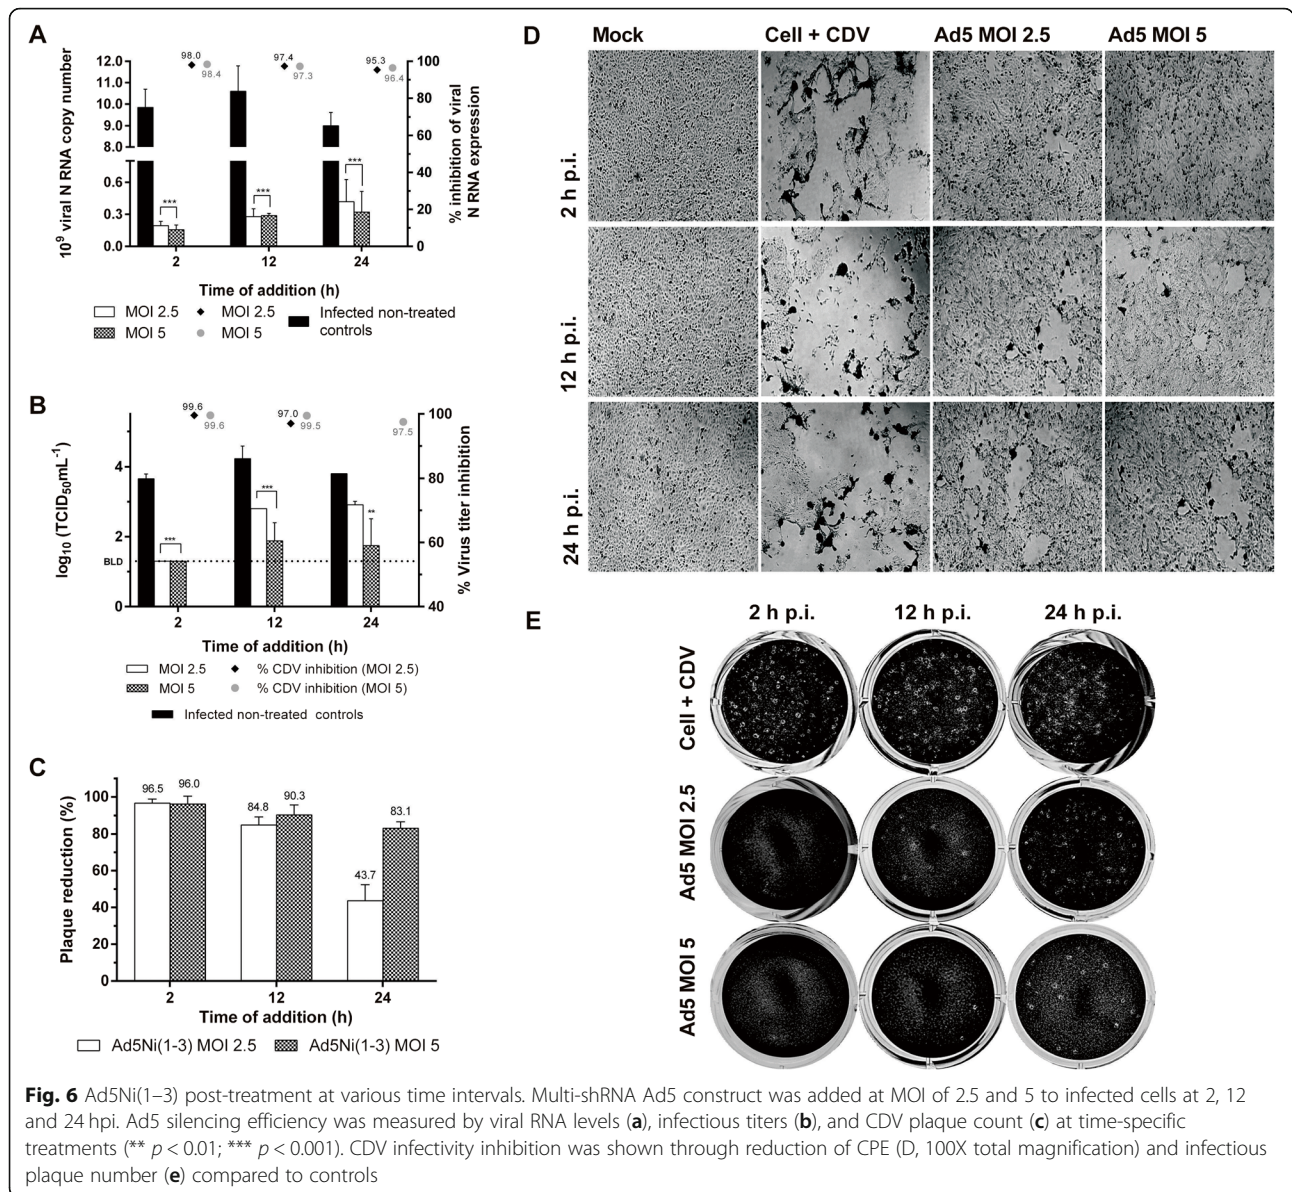 A
98.0
98.4
97.4
97.3
95.3
96.4
12.0
11.0
10.0
9.0
8.0
0.6
0.3
0.0
100
80
60
40
20
0
10⁹ viral N RNA copy number
% inhibition of viral
N RNA expression
***
***
***
2 12 24
Time of addition (h)
MOI 2.5 MOI 2.5 Infected non-treated
controls
MOI 5 MOI 5
B
99.6
99.6
97.0
99.5
97.5
4
2
BLD
0
100
80
60
40
log₁₀ (TCID₅₀mL⁻¹)
% Virus titer inhibition
***
***
**
2 12 24
Time of addition (h)
MOI 2.5 % CDV inhibition (MOI 2.5)
MOI 5 % CDV inhibition (MOI 5)
Infected non-treated controls
C
96.5 96.0
84.8 90.3
43.7 83.1
100
80
60
40
20
0
Plaque reduction (%)
2 12 24
Time of addition (h)
Ad5Ni(1-3) MOI 2.5 Ad5Ni(1-3) MOI 5
D
Mock Cell + CDV Ad5 MOI 2.5 Ad5 MOI 5
2 h p.i.
12 h p.i.
24 h p.i.
E
2 h p.i. 12 h p.i. 24 h p.i.
Cell + CDV
Ad5 MOI 2.5
Ad5 MOI 5
Fig. 6 Ad5Ni(1–3) post-treatment at various time intervals. Multi-shRNA Ad5 construct was added at MOI of 2.5 and 5 to infected cells at 2, 12
and 24 hpi. Ad5 silencing efficiency was measured by viral RNA levels (a), infectious titers (b), and CDV plaque count (c) at time-specific
treatments (** p < 0.01; *** p < 0.001). CDV infectivity inhibition was shown through reduction of CPE (D, 100X total magnification) and infectious
plaque number (e) compared to controls